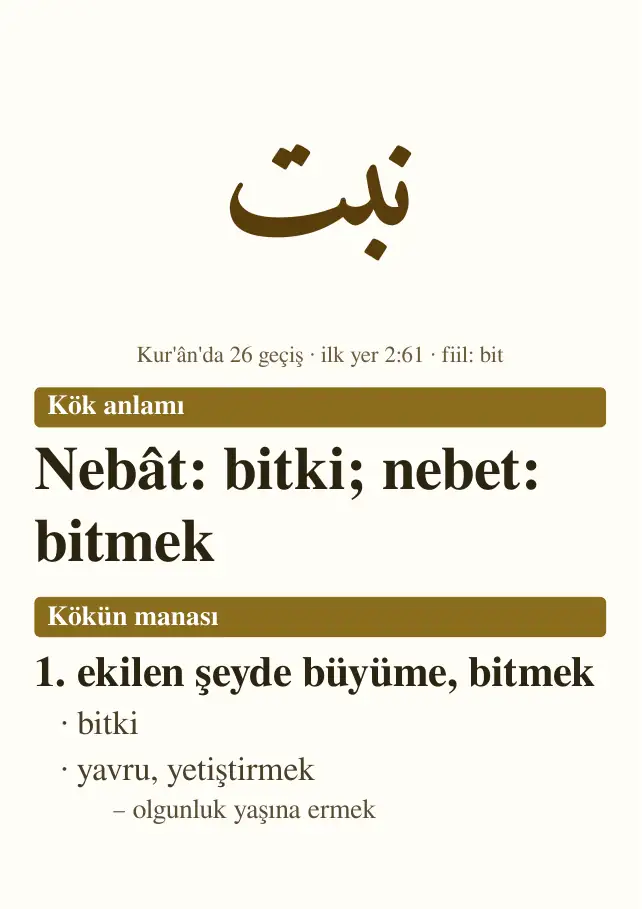 نبت
Kur'ân'da 26 geçiş · ilk yer 2:61 · fiil: bit
Kök anlamı
Nebât: bitki; nebet:
bitmek
Kökün manası
1. ekilen şeyde büyüme, bitmek
· bitki
· yavru, yetiştirmek
– olgunluk yaşına ermek